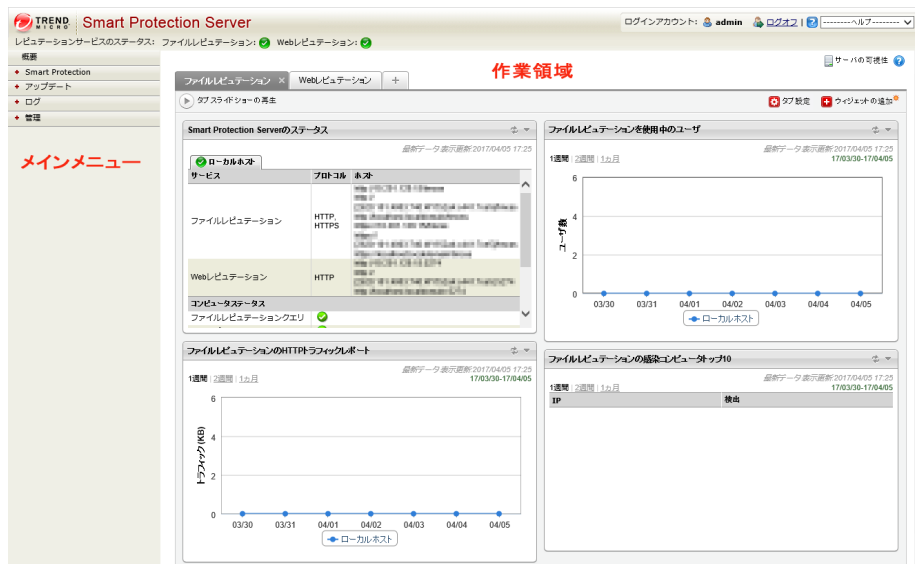 TREND MICRO Smart Protection Server
ログインアカウント: admin ログオフ | --------ヘルプ--------
レピュテーションサービスのステータス: ファイルレピュテーション: Webレピュテーション:
概要
Smart Protection
アップデート
ログ
管理
メインメニュー
サーバの可視性
作業領域
ファイルレピュテーション × Webレピュテーション +
タブスライドショーの再生
タブ設定 ウィジェットの追加
Smart Protection Serverのステータス
最新データ表示更新:2017/04/05 17:25
ローカルホスト
サービス プロトコル ホスト
ファイルレピュテーション HTTP, HTTPS
Webレピュテーション HTTP
コンピュータステータス
ファイルレピュテーションクエリ
ファイルレピュテーションを使用中のユーザ
最新データ表示更新:2017/04/05 17:25
1週間 | 2週間 | 1ヵ月 17/03/30-17/04/05
ユーザ数
6
4
2
0
03/30 03/31 04/01 04/02 04/03 04/04 04/05
ローカルホスト
ファイルレピュテーションのHTTPトラフィックレポート
最新データ表示更新:2017/04/05 17:25
1週間 | 2週間 | 1ヵ月 17/03/30-17/04/05
トラフィック(KB)
6
4
2
0
03/30 03/31 04/01 04/02 04/03 04/04 04/05
ローカルホスト
ファイルレピュテーションの感染コンピュータトップ10
最新データ表示更新:2017/04/05 17:25
1週間 | 2週間 | 1ヵ月 17/03/30-17/04/05
IP 検出